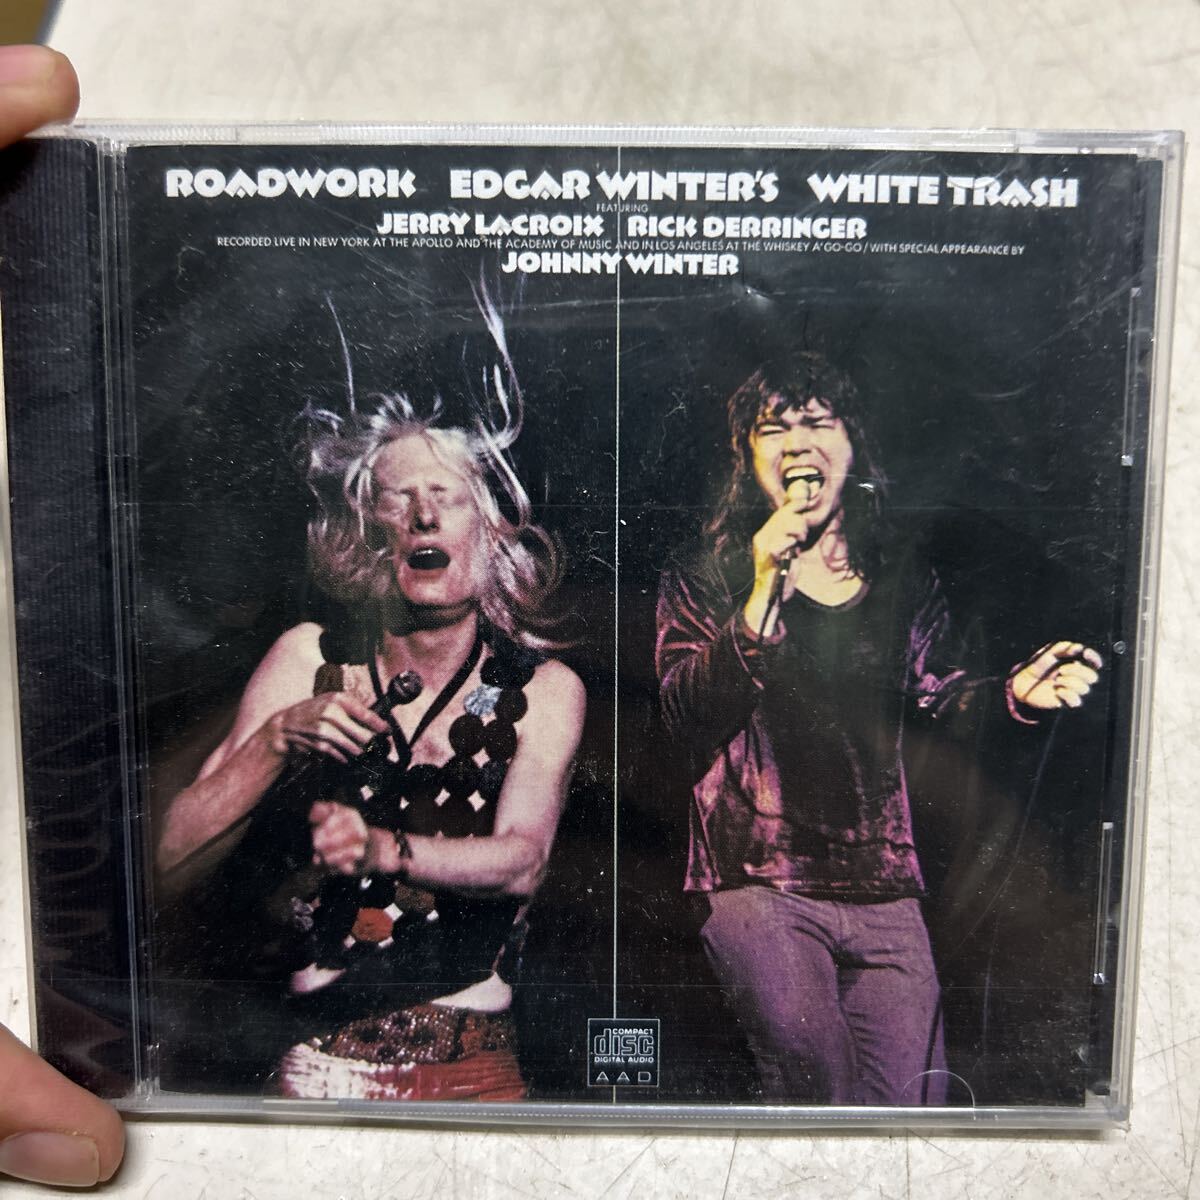 ROADWORK EDGAR WINTER'S WHITE TRASH
FEATURING
JERRY LACROIX RICK DERRINGER
RECORDED LIVE IN NEW YORK AT THE APOLLO AND THE ACADEMY OF MUSIC AND IN LOS ANGELES AT THE WHISKEY A' GO-GO / WITH SPECIAL APPEARANCE BY
JOHNNY WINTER
COMPACT
disc
DIGITAL AUDIO
AAD